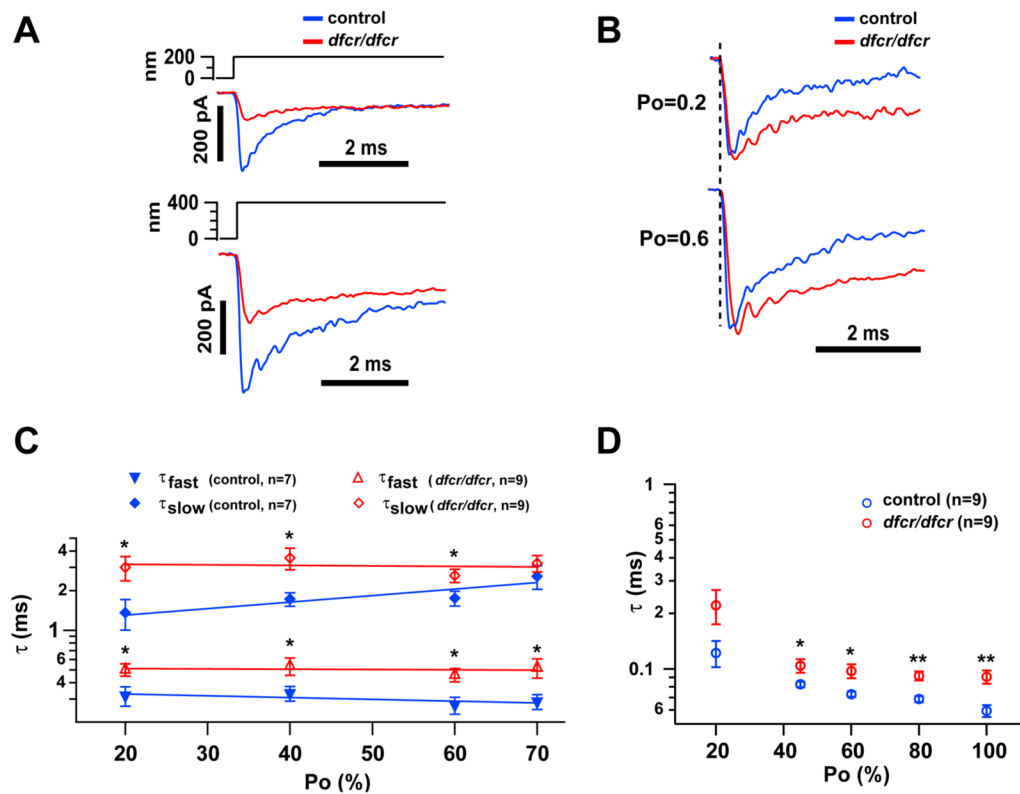 A
control
dfcr/dfcr
nm
200
0
200 pA
2 ms
nm
400
0
200 pA
2 ms
B
control
dfcr/dfcr
Po=0.2
Po=0.6
2 ms
C
τfast (control, n=7)
τfast (dfcr/dfcr, n=9)
τslow (control, n=7)
τslow (dfcr/dfcr, n=9)
τ (ms)
4
2
1
6
4
* * *
* * * *
20 30 40 50 60 70
Po (%)
D
control (n=9)
dfcr/dfcr (n=9)
τ (ms)
1
6
4
2
0.1
6
* * ** **
20 40 60 80 100
Po (%)